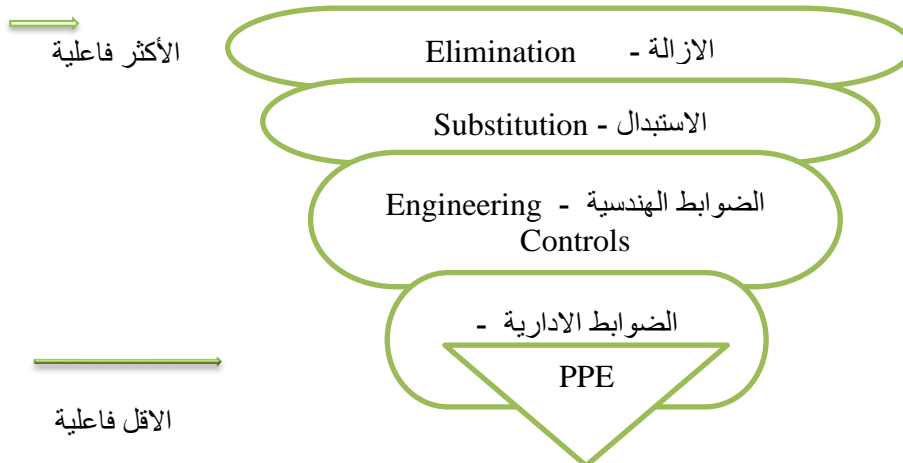 الأكثر فاعلية
الازالة - Elimination
الاستبدال - Substitution
الضوابط الهندسية - Engineering
Controls
الضوابط الادارية -
PPE
الاقل فاعلية